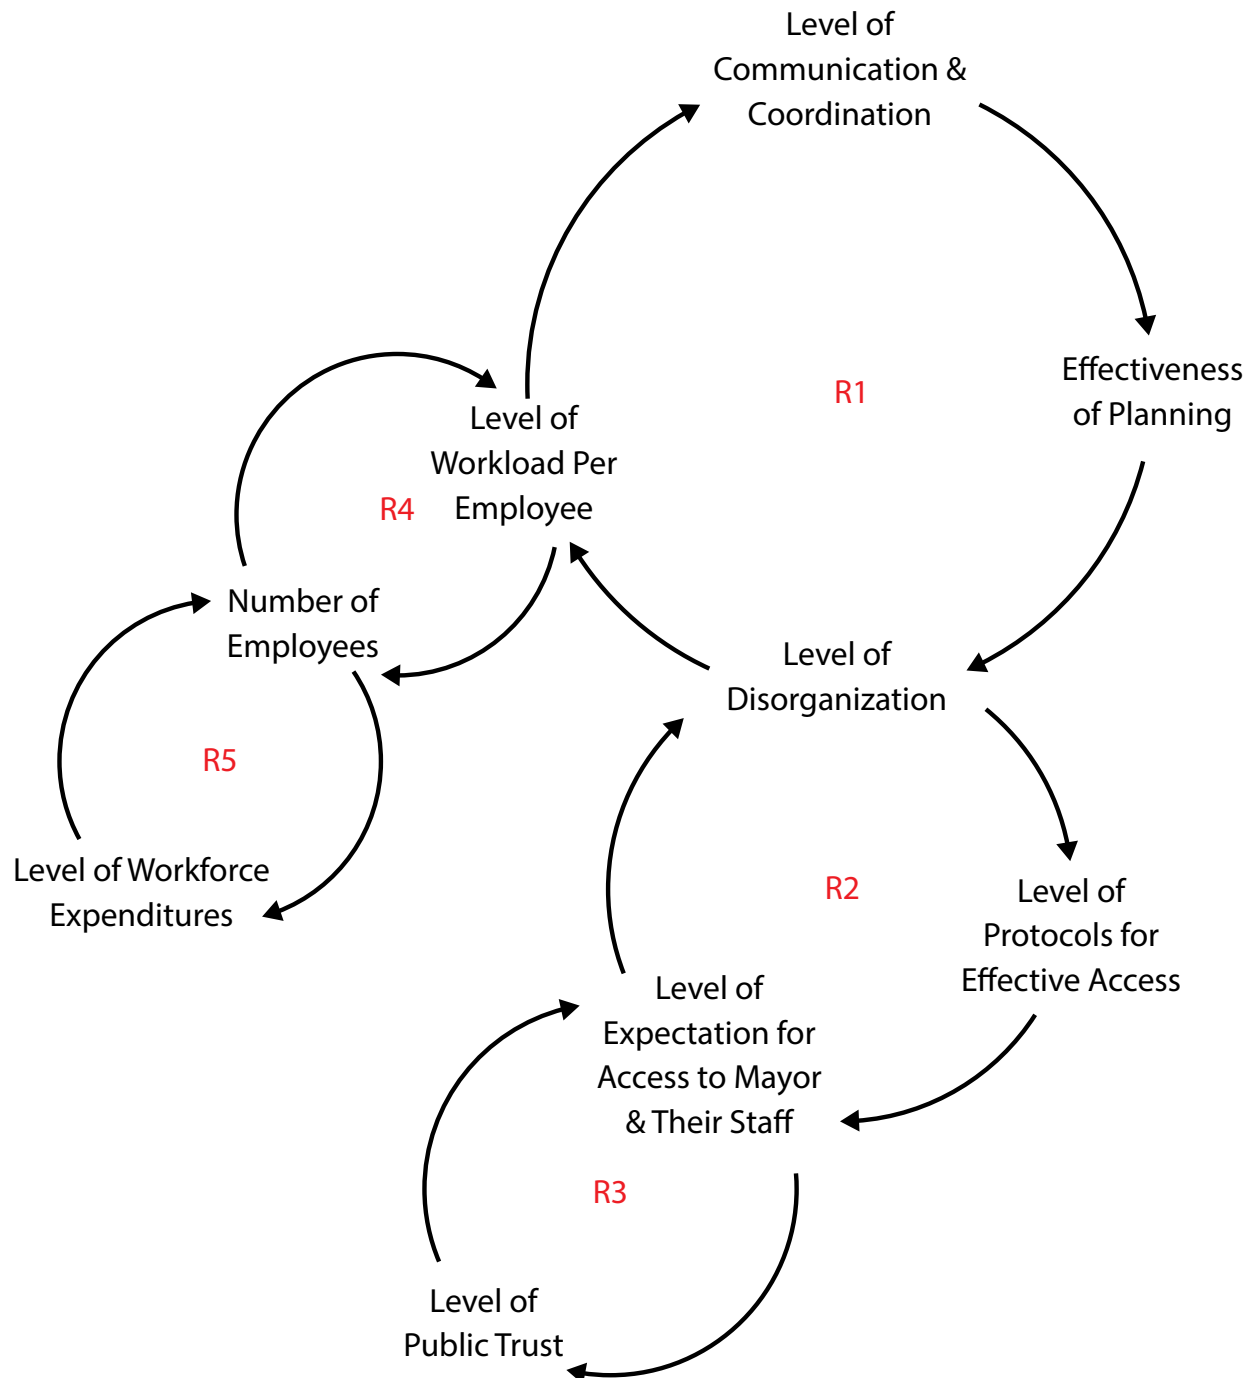 Level of
Communication &
Coordination
Effectiveness
of Planning
R1
Level of
Workload Per
Employee
R4
Number of
Employees
Level of
Disorganization
R5
Level of Workforce
Expenditures
R2
Level of
Protocols for
Effective Access
Level of
Expectation for
Access to Mayor
& Their Staff
R3
Level of
Public Trust